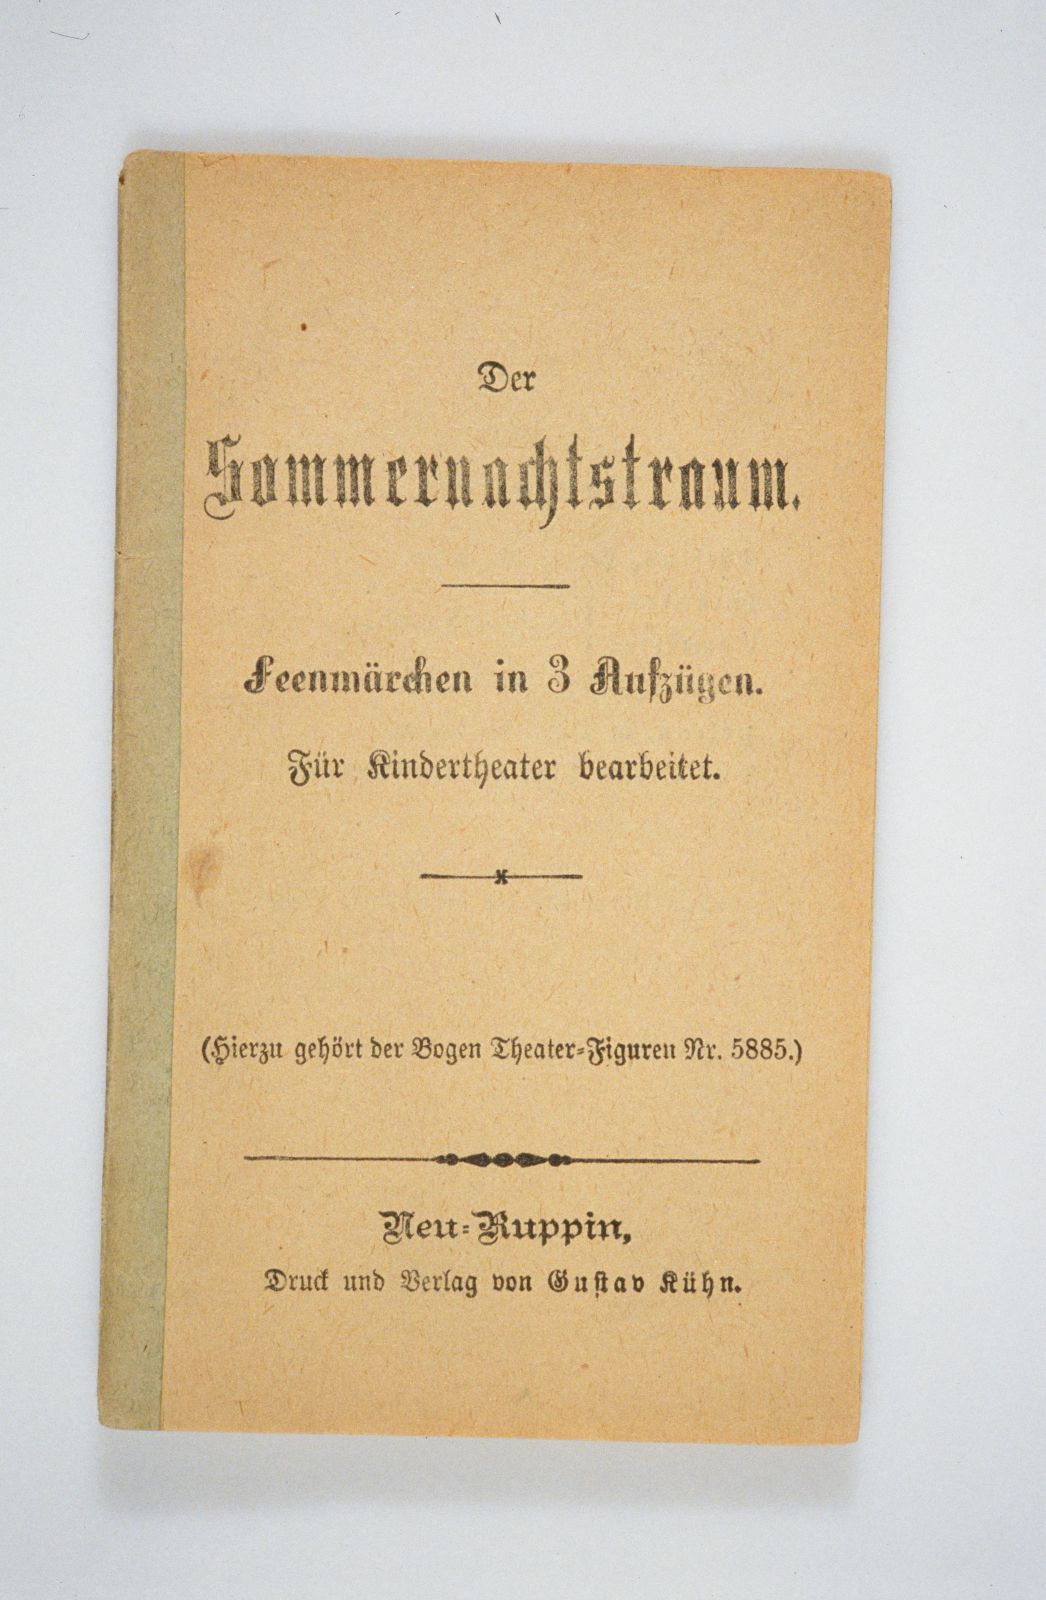 Der
Sommernachtstraum.
Feenmärchen in 3 Aufzügen.
Für Kindertheater bearbeitet.
(Hierzu gehört der Bogen Theater=Figuren Nr. 5885.)
Neu=Ruppin,
Druck und Verlag von Gustav Kühn.